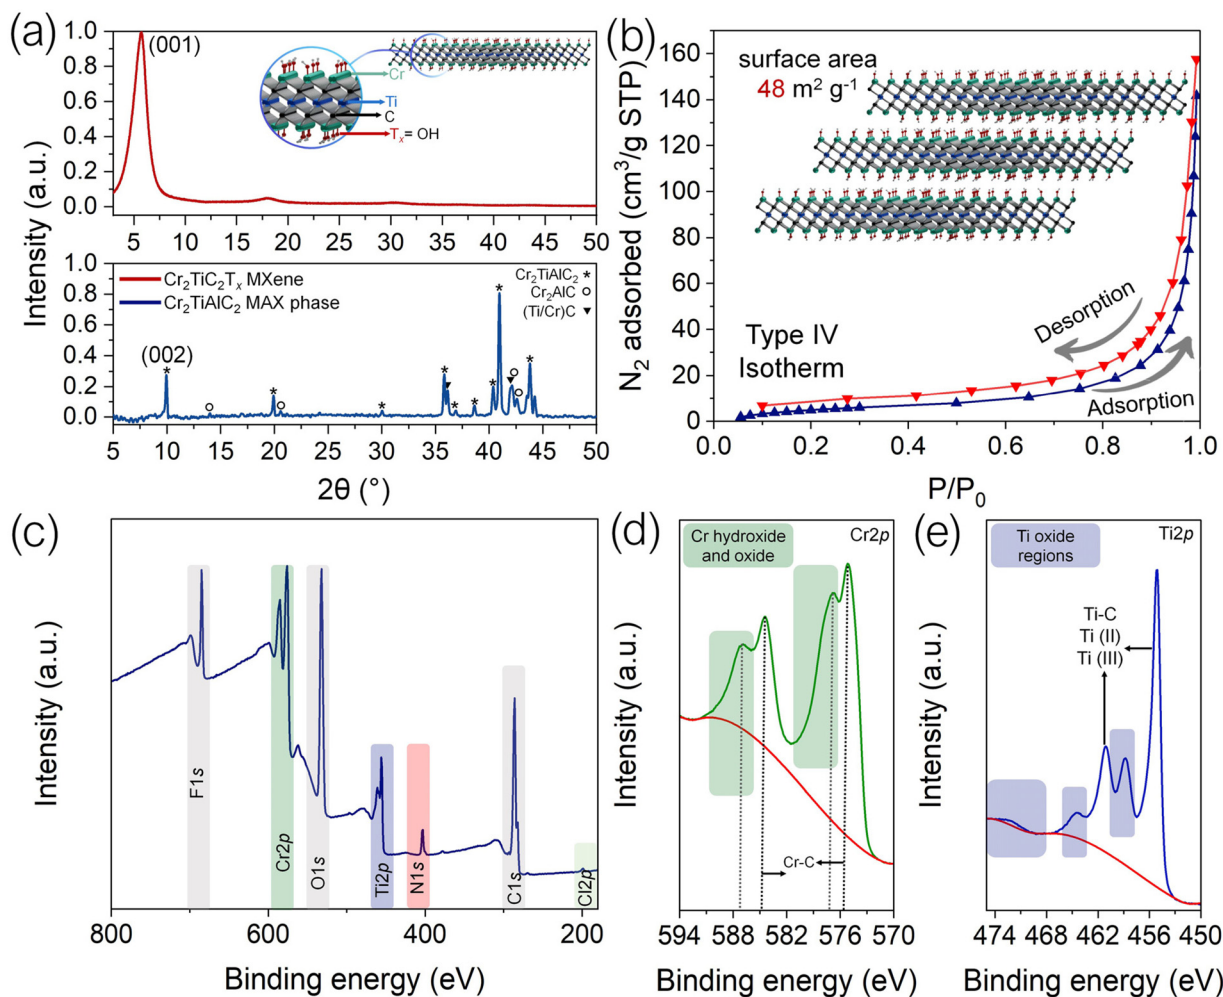 (a)
Intensity (a.u.)
1.0
0.8
0.6
0.4
0.2
0.0
(001)
Cr
Ti
C
Tx = OH
5 10 15 20 25 30 35 40 45 50
1.0
0.8
0.6
0.4
0.2
0.0
Cr2TiC2Tx MXene
Cr2TiAlC2 MAX phase
Cr2TiAlC2 *
Cr2AlC o
(Ti/Cr)C ▼
(002)
5 10 15 20 25 30 35 40 45 50
2θ (°)
(b)
N2 adsorbed (cm3/g STP)
160
140
120
100
80
60
40
20
0
surface area
48 m2 g-1
Type IV
Isotherm
Desorption
Adsorption
0.0 0.2 0.4 0.6 0.8 1.0
P/P0
(c)
Intensity (a.u.)
F1s
Cr2p
O1s
Ti2p
N1s
C1s
Cl2p
800 600 400 200
Binding energy (eV)
(d)
Intensity (a.u.)
Cr hydroxide
and oxide
Cr2p
Cr-C
594 588 582 576 570
Binding energy (eV)
(e)
Intensity (a.u.)
Ti oxide
regions
Ti2p
Ti-C
Ti (II)
Ti (III)
474 468 462 456 450
Binding energy (eV)